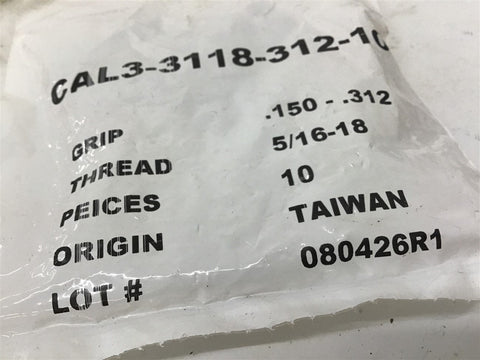 CAL3-3118-312-10
GRIP .150 - .312
THREAD 5/16-18
PEICES 10
ORIGIN TAIWAN
LOT # 080426R1